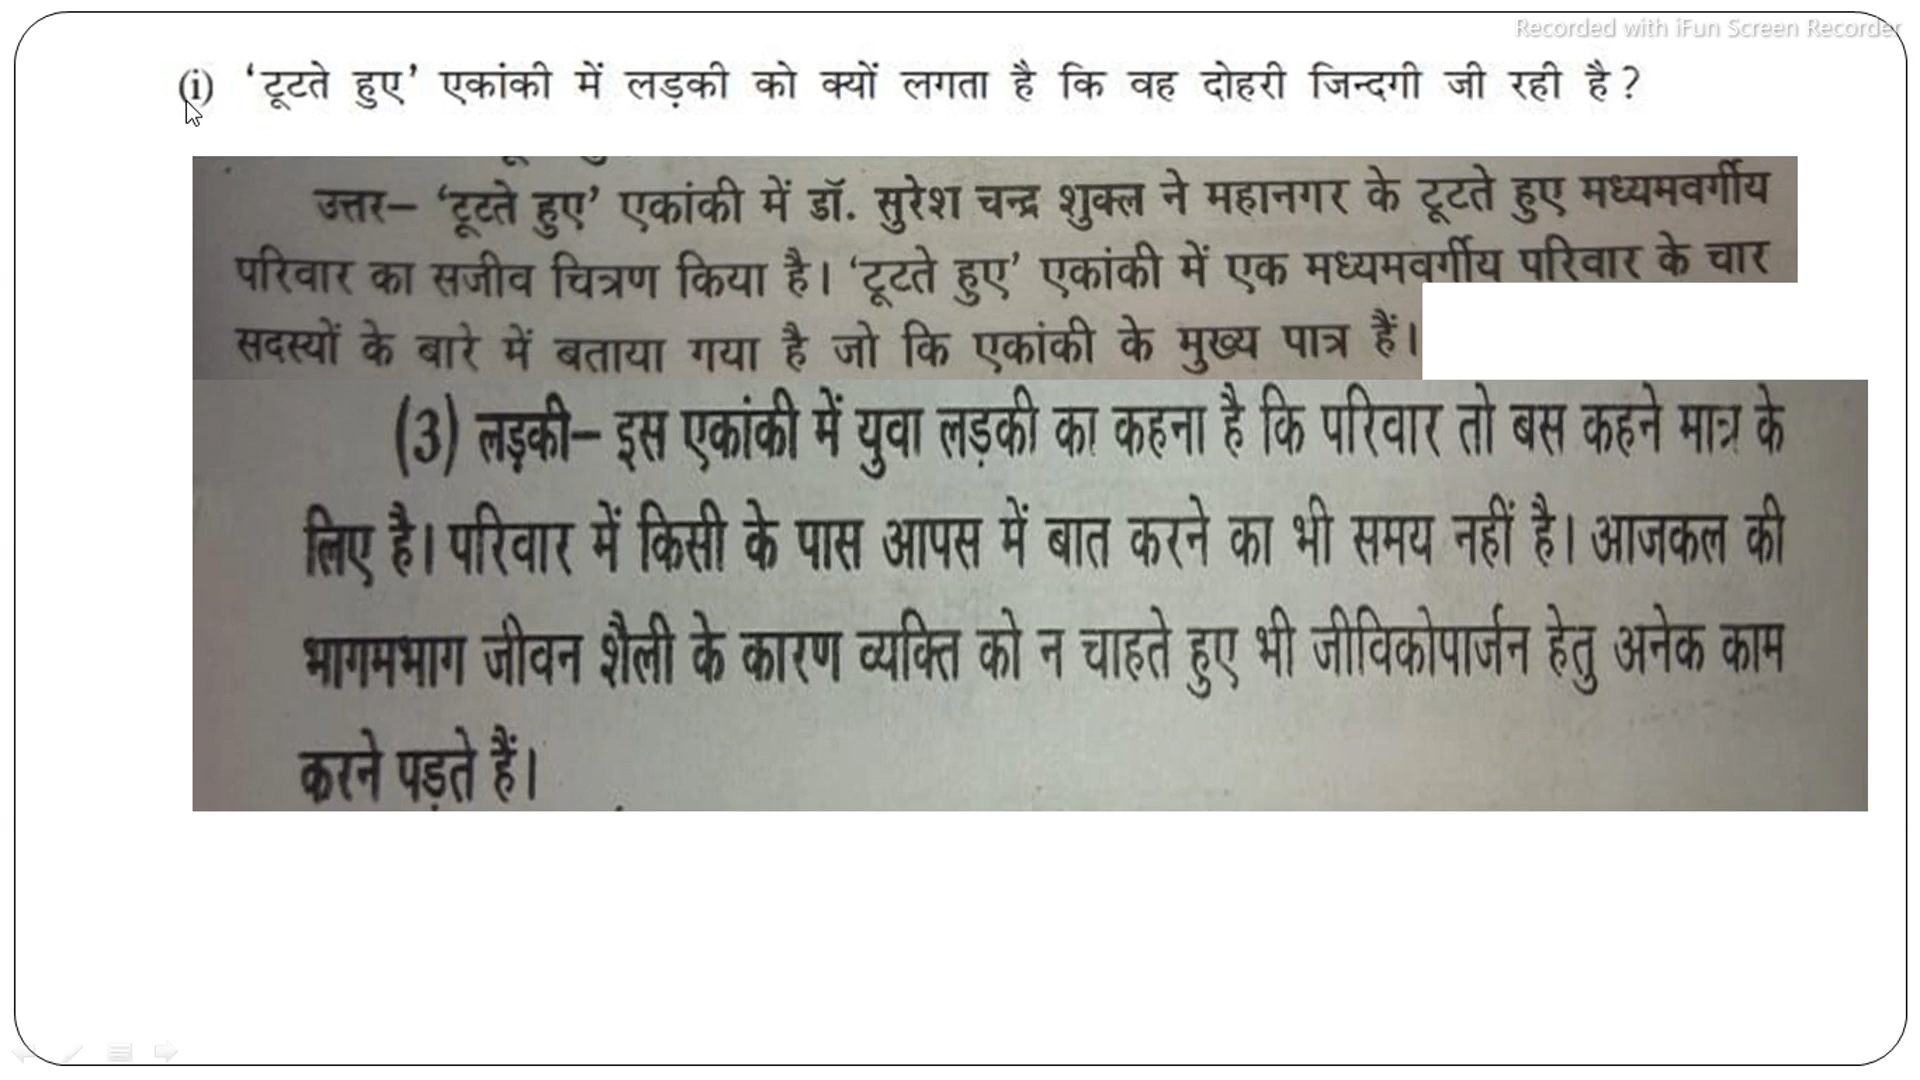 Recorded with iFun Screen Recorder
(i) ‘टूटते हुए’ एकांकी में लड़की को क्यों लगता है कि वह दोहरी जिन्दगी जी रही है ?
उत्तर– ‘टूटते हुए’ एकांकी में डॉ. सुरेश चन्द्र शुक्ल ने महानगर के टूटते हुए मध्यमवर्गीय
परिवार का सजीव चित्रण किया है। ‘टूटते हुए’ एकांकी में एक मध्यमवर्गीय परिवार के चार
सदस्यों के बारे में बताया गया है जो कि एकांकी के मुख्य पात्र हैं।
(3) लड़की– इस एकांकी में युवा लड़की का कहना है कि परिवार तो बस कहने मात्र के
लिए है। परिवार में किसी के पास आपस में बात करने का भी समय नहीं है। आजकल की
भागमभाग जीवन शैली के कारण व्यक्ति को न चाहते हुए भी जीविकोपार्जन हेतु अनेक काम
करने पड़ते हैं।